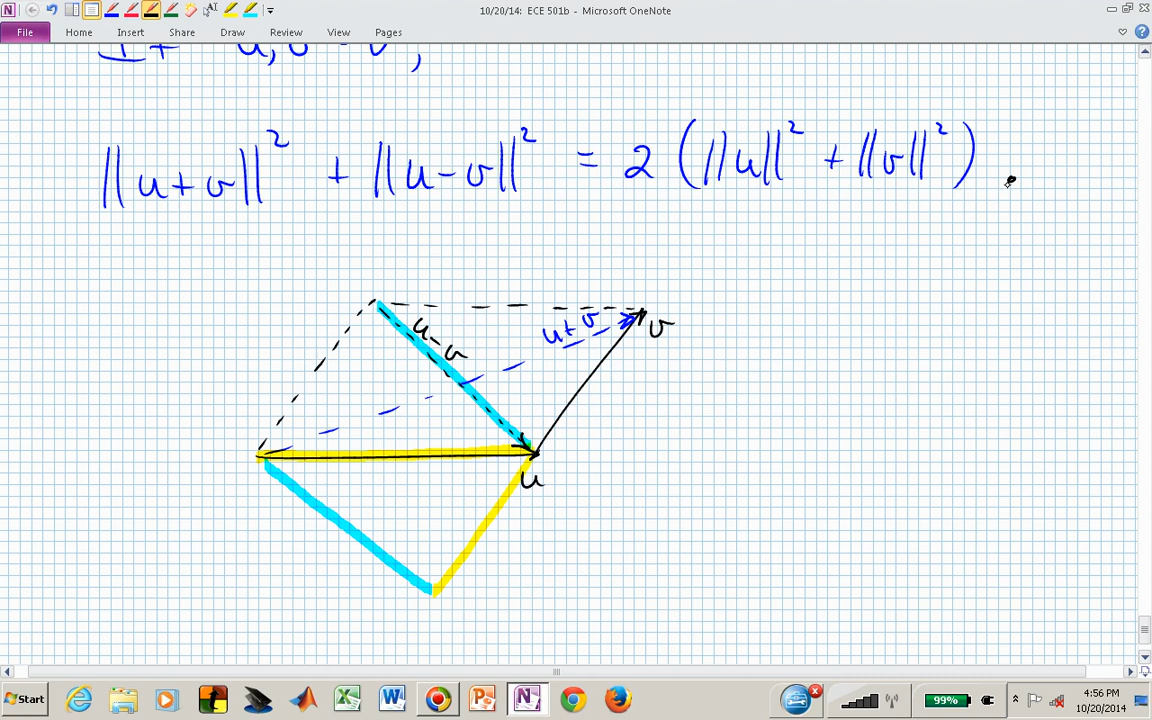 10/20/14: ECE 501b - Microsoft OneNote
File Home Insert Share Draw Review View Pages
If u, v ∈ V,
||u+v||² + ||u-v||² = 2 (||u||² + ||v||²) .
u+v
v
u-v
u
Start
99%
4:56 PM
10/20/2014